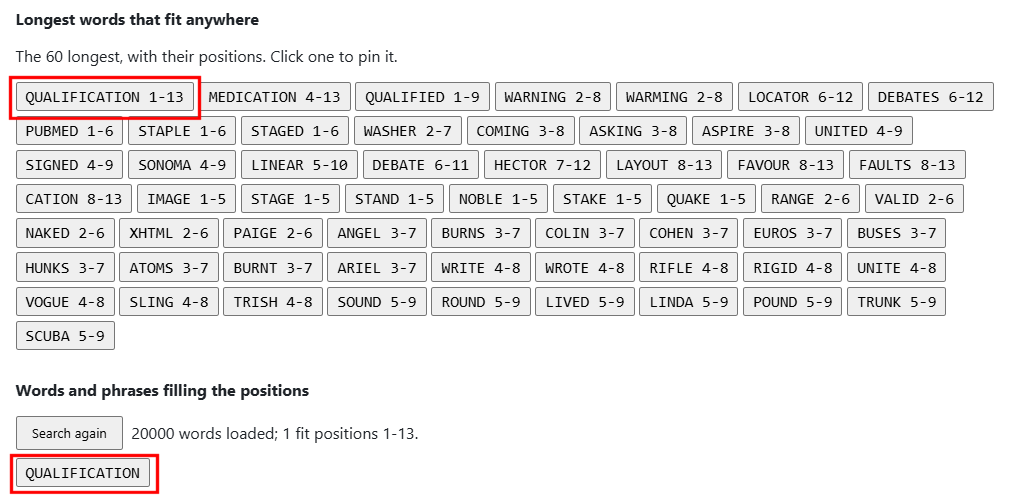 Longest words that fit anywhere
The 60 longest, with their positions. Click one to pin it.
QUALIFICATION 1-13 MEDICATION 4-13 QUALIFIED 1-9 WARNING 2-8 WARMING 2-8 LOCATOR 6-12 DEBATES 6-12
PUBMED 1-6 STAPLE 1-6 STAGED 1-6 WASHER 2-7 COMING 3-8 ASKING 3-8 ASPIRE 3-8 UNITED 4-9
SIGNED 4-9 SONOMA 4-9 LINEAR 5-10 DEBATE 6-11 HECTOR 7-12 LAYOUT 8-13 FAVOUR 8-13 FAULTS 8-13
CATION 8-13 IMAGE 1-5 STAGE 1-5 STAND 1-5 NOBLE 1-5 STAKE 1-5 QUAKE 1-5 RANGE 2-6 VALID 2-6
NAKED 2-6 XHTML 2-6 PAIGE 2-6 ANGEL 3-7 BURNS 3-7 COLIN 3-7 COHEN 3-7 EUROS 3-7 BUSES 3-7
HUNKS 3-7 ATOMS 3-7 BURNT 3-7 ARIEL 3-7 WRITE 4-8 WROTE 4-8 RIFLE 4-8 RIGID 4-8 UNITE 4-8
VOGUE 4-8 SLING 4-8 TRISH 4-8 SOUND 5-9 ROUND 5-9 LIVED 5-9 LINDA 5-9 POUND 5-9 TRUNK 5-9
SCUBA 5-9
Words and phrases filling the positions
Search again 20000 words loaded; 1 fit positions 1-13.
QUALIFICATION